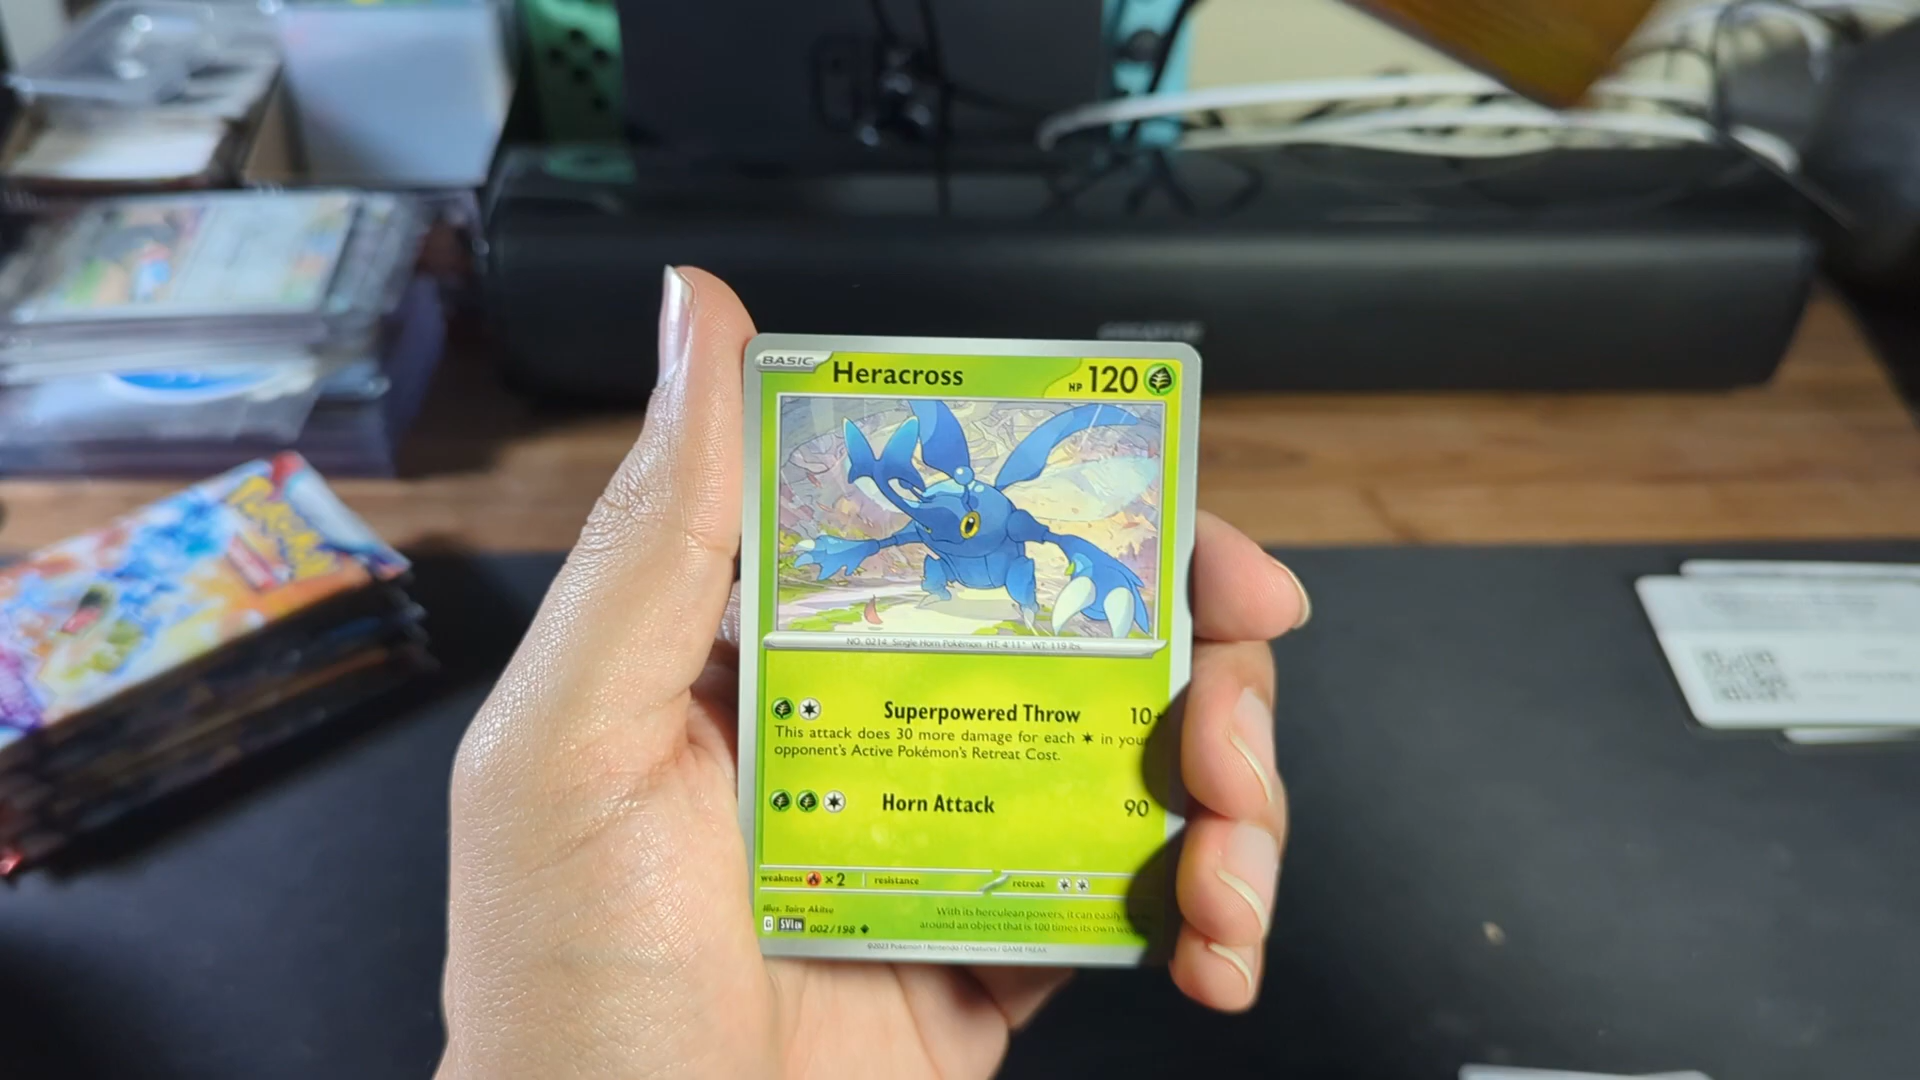 BASIC
Heracross
HP 120
NO. 0214 Single Horn Pokémon HT: 4'11" WT: 119 lbs.
Superpowered Throw 10+
This attack does 30 more damage for each ✶ in your
opponent's Active Pokémon's Retreat Cost.
Horn Attack 90
weakness ×2 resistance retreat
Illus. Taira Akitsu
With its herculean powers, it can easily
around an object that is 100 times its own
G SVI EN 002/198
©2023 Pokémon / Nintendo / Creatures / GAME FREAK
Pokémon